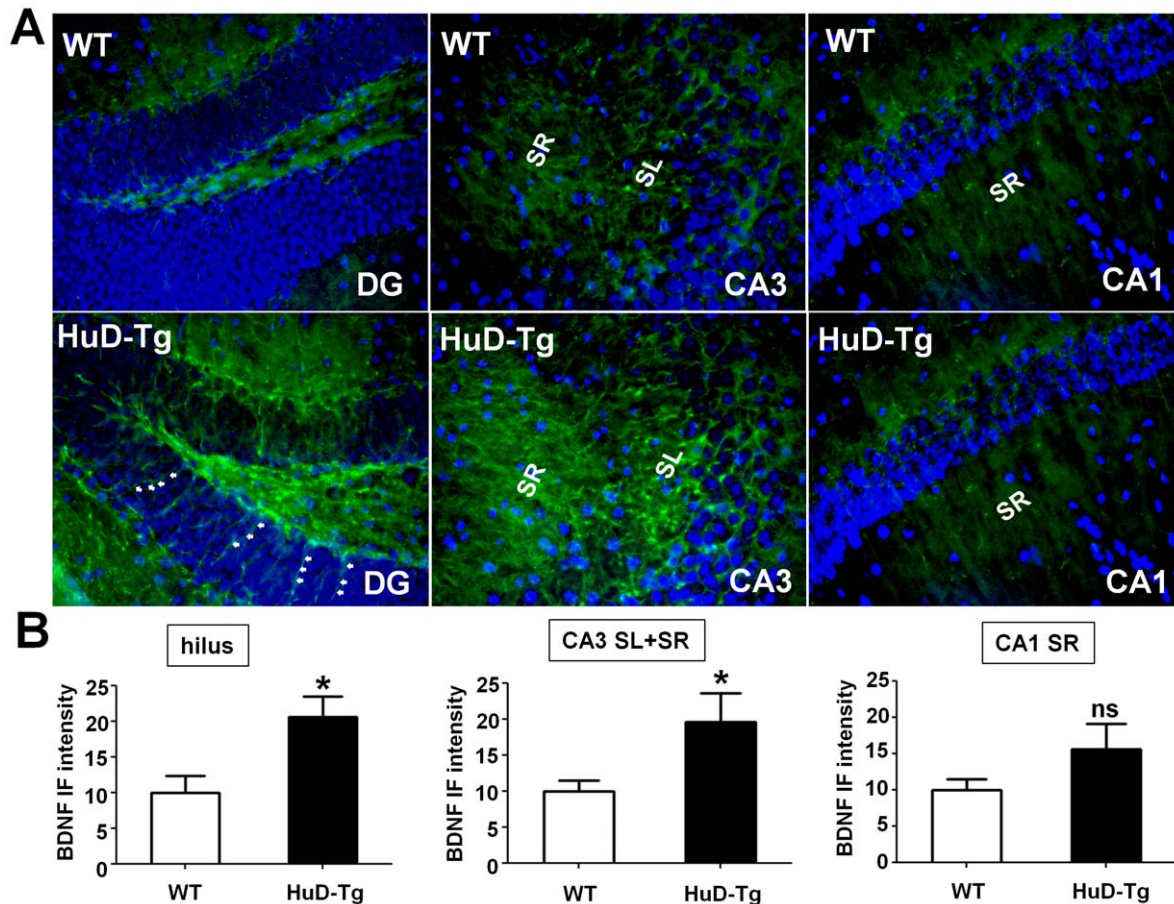 A
WT
DG
WT
SR
SL
CA3
WT
SR
CA1
HuD-Tg
DG
HuD-Tg
SR
SL
CA3
HuD-Tg
SR
CA1
B
hilus
BDNF IF intensity
25
20
15
10
5
0
*
WT
HuD-Tg
CA3 SL+SR
BDNF IF intensity
25
20
15
10
5
0
*
WT
HuD-Tg
CA1 SR
BDNF IF intensity
25
20
15
10
5
0
ns
WT
HuD-Tg